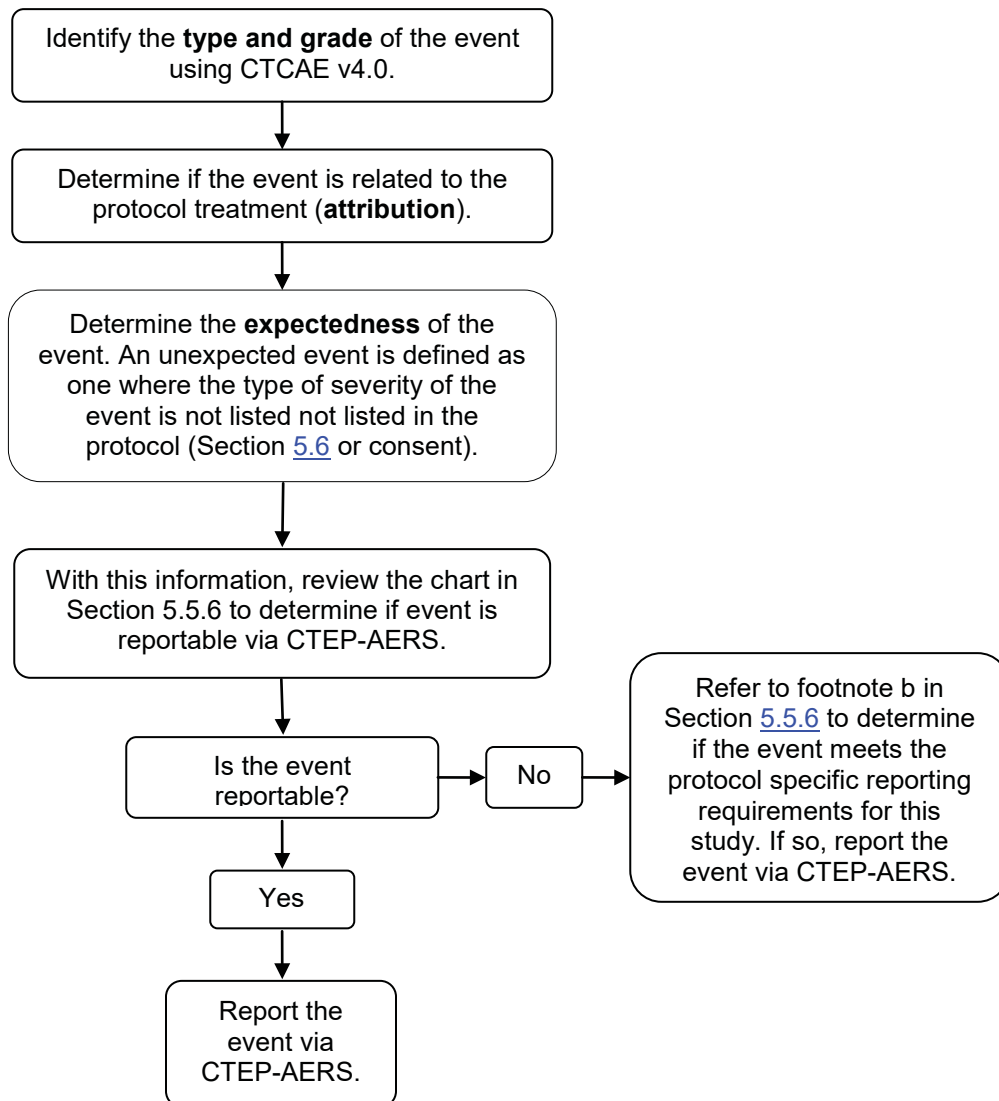 Identify the type and grade of the event
using CTCAE v4.0.
Determine if the event is related to the
protocol treatment (attribution).
Determine the expectedness of the
event. An unexpected event is defined as
one where the type of severity of the
event is not listed not listed in the
protocol (Section 5.6 or consent).
With this information, review the chart in
Section 5.5.6 to determine if event is
reportable via CTEP-AERS.
Is the event
reportable?
No
Refer to footnote b in
Section 5.5.6 to determine
if the event meets the
protocol specific reporting
requirements for this
study. If so, report the
event via CTEP-AERS.
Yes
Report the
event via
CTEP-AERS.